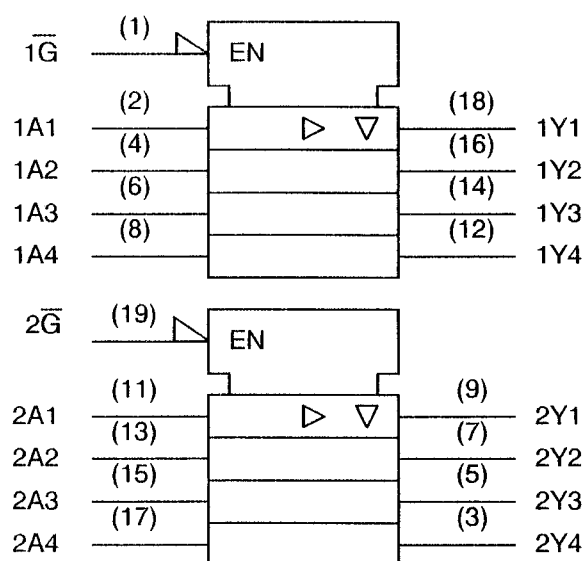 (1)
1G̅ EN
(2) (18)
1A1 1Y1
(4) (16)
1A2 1Y2
(6) (14)
1A3 1Y3
(8) (12)
1A4 1Y4
(19)
2G̅ EN
(11) (9)
2A1 2Y1
(13) (7)
2A2 2Y2
(15) (5)
2A3 2Y3
(17) (3)
2A4 2Y4